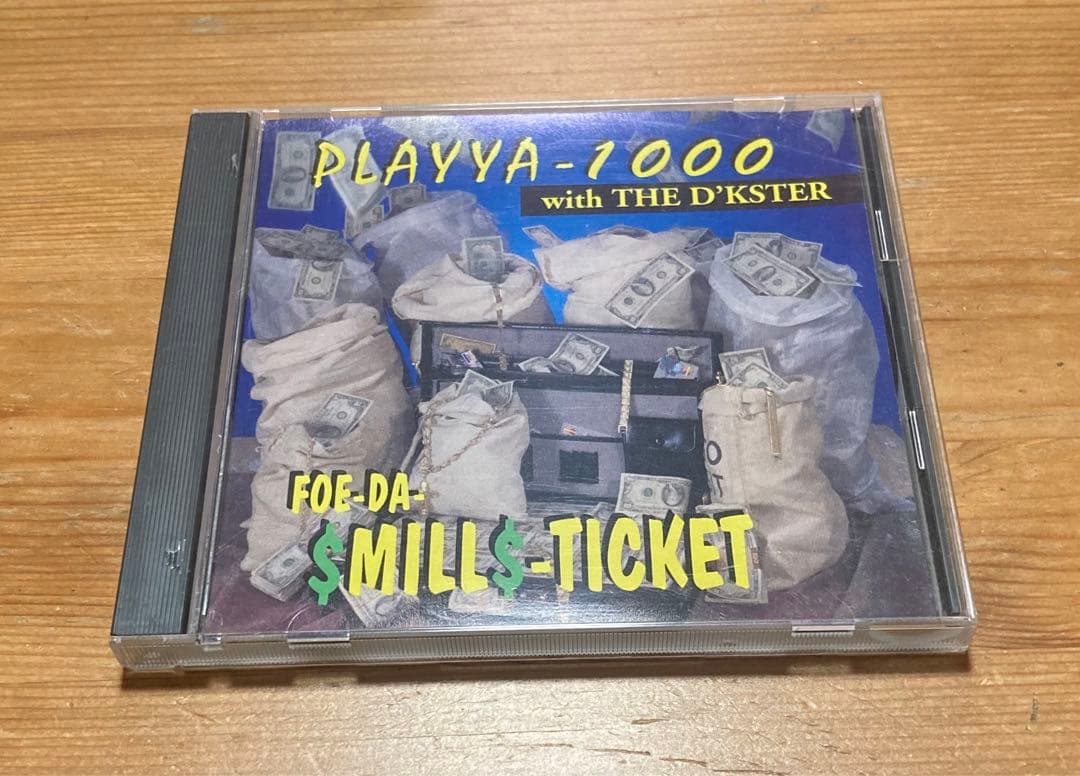 PLAYYA-1000
with THE D'KSTER
FOE-DA-
$MILL$-TICKET